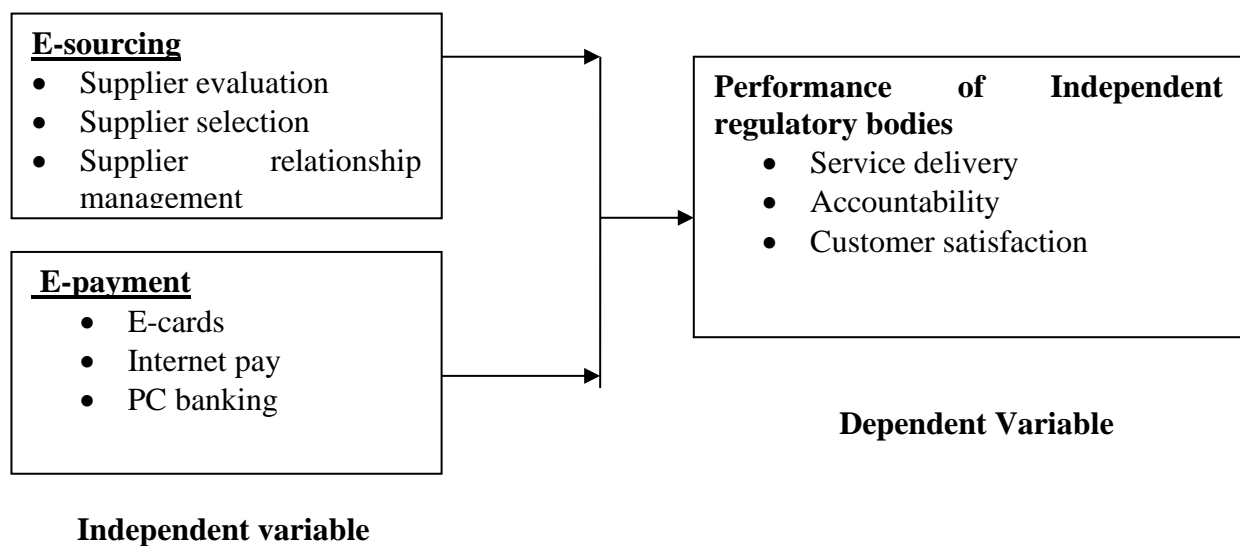 E-sourcing
• Supplier evaluation
• Supplier selection
• Supplier relationship
management
E-payment
• E-cards
• Internet pay
• PC banking
Independent variable
Performance of Independent
regulatory bodies
• Service delivery
• Accountability
• Customer satisfaction
Dependent Variable